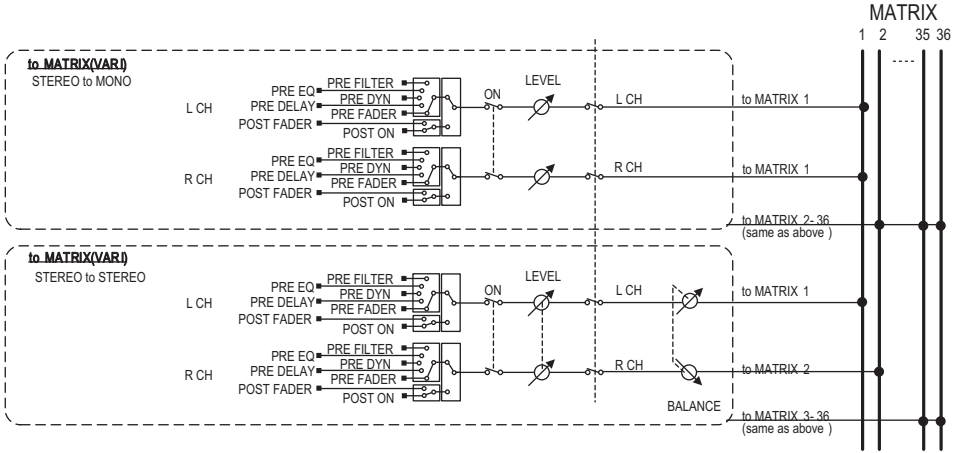 MATRIX
1 2 35 36
to MATRIX(VARI)
STEREO to MONO
L CH
PRE FILTER
PRE EQ
PRE DYN
PRE DELAY
PRE FADER
POST FADER
POST ON
ON
LEVEL
L CH
to MATRIX 1
R CH
PRE FILTER
PRE EQ
PRE DYN
PRE DELAY
PRE FADER
POST FADER
POST ON
R CH
to MATRIX 1
to MATRIX 2- 36
(same as above )
to MATRIX(VARI)
STEREO to STEREO
L CH
PRE FILTER
PRE EQ
PRE DYN
PRE DELAY
PRE FADER
POST FADER
POST ON
ON
LEVEL
L CH
to MATRIX 1
R CH
PRE FILTER
PRE EQ
PRE DYN
PRE DELAY
PRE FADER
POST FADER
POST ON
R CH
BALANCE
to MATRIX 2
to MATRIX 3- 36
(same as above )